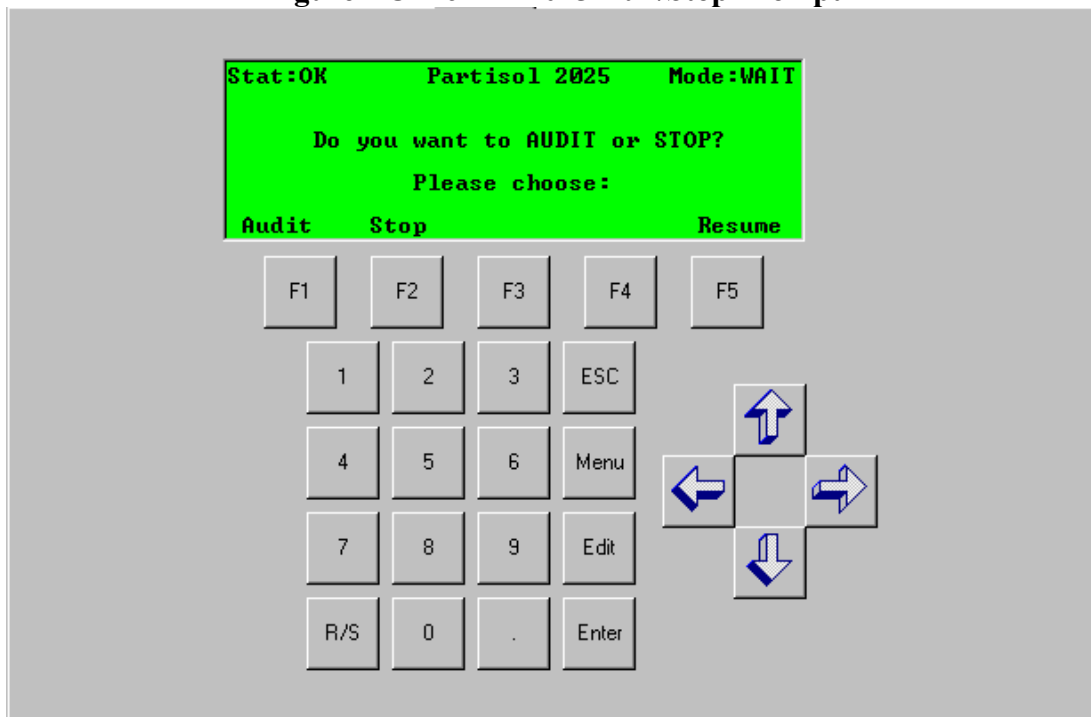 Stat:OK Partisol 2025 Mode:WAIT
Do you want to AUDIT or STOP?
Please choose:
Audit Stop Resume
F1 F2 F3 F4 F5
1 2 3 ESC
4 5 6 Menu
7 8 9 Edit
R/S 0 . Enter